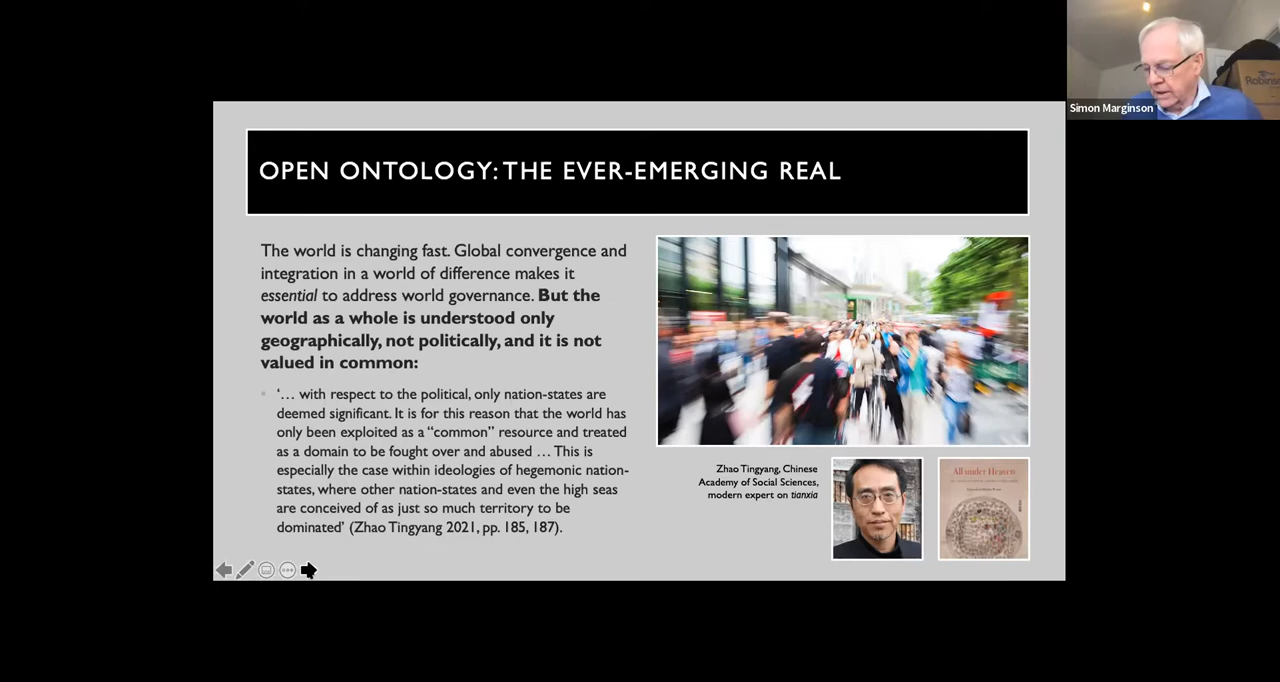 Robins
Simon Marginson
OPEN ONTOLOGY: THE EVER-EMERGING REAL
The world is changing fast. Global convergence and
integration in a world of difference makes it
essential to address world governance. But the
world as a whole is understood only
geographically, not politically, and it is not
valued in common:
‘… with respect to the political, only nation-states are
deemed significant. It is for this reason that the world has
only been exploited as a “common” resource and treated
as a domain to be fought over and abused … This is
especially the case within ideologies of hegemonic nation-
states, where other nation-states and even the high seas
are conceived of as just so much territory to be
dominated’ (Zhao Tingyang 2021, pp. 185, 187).
Zhao Tingyang, Chinese
Academy of Social Sciences,
modern expert on tianxia
All under Heaven